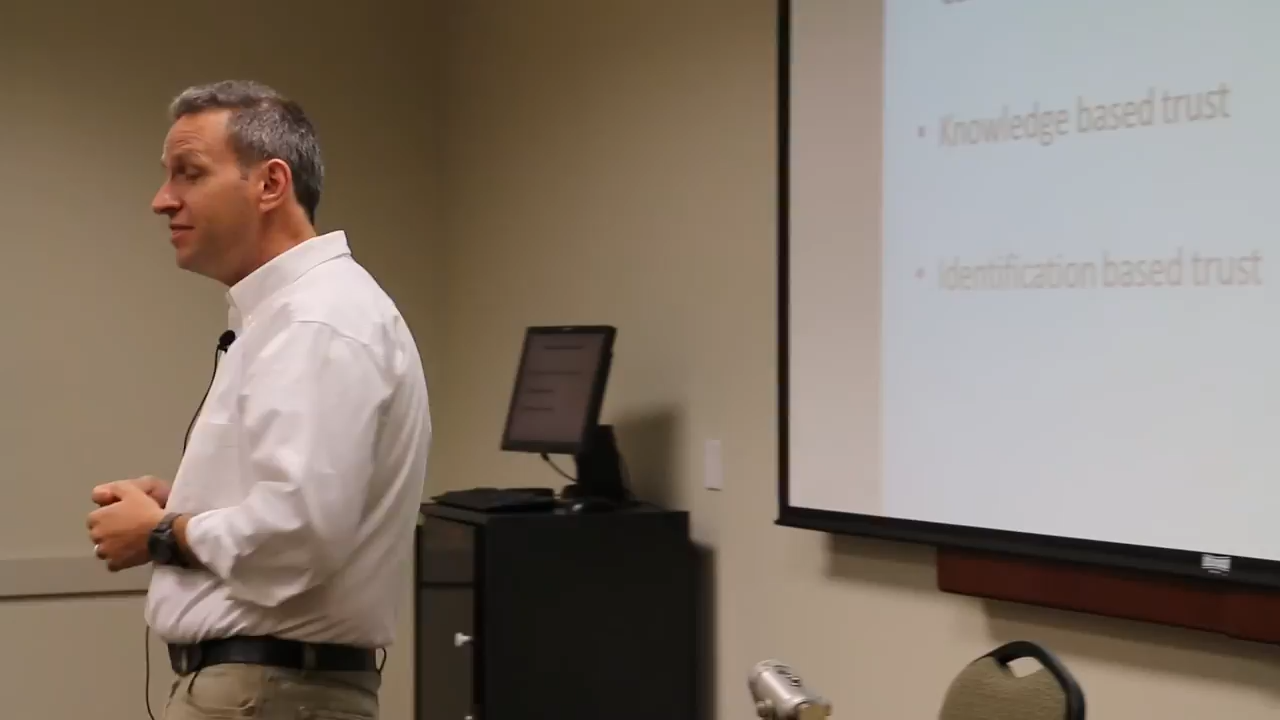 • Knowledge based trust
• Identification based trust